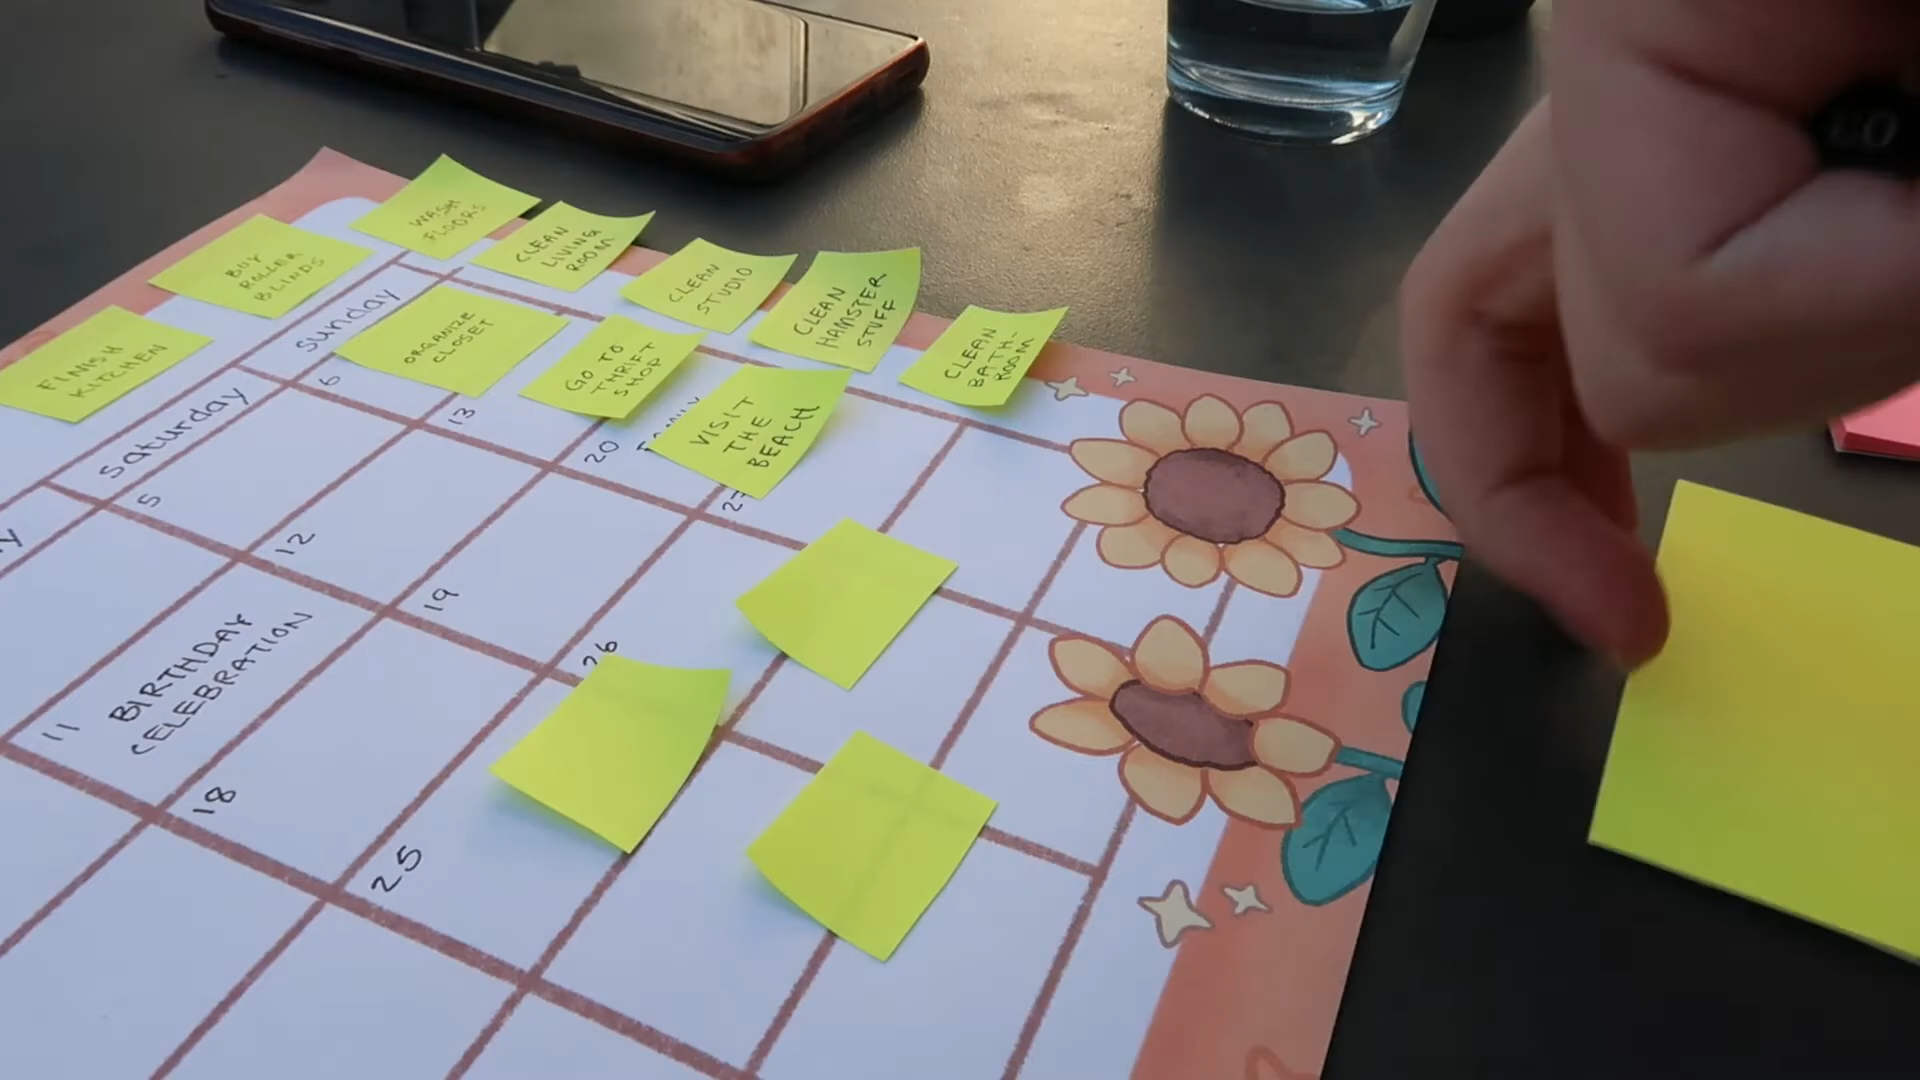 WASH
FLOORS
CLEAN
LIVING
ROOM
BUY
ROLLER
BLINDS
CLEAN
STUDIO
CLEAN
HAMSTER
STUFF
CLEAN
BATH-
ROOM
FINISH
KITCHEN
ORGANIZE
CLOSET
GO TO
THRIFT
SHOP
VISIT
THE
BEACH
Sunday
6
13
20
27
Saturday
5
12
19
26
11
BIRTHDAY
CELEBRATION
18
25